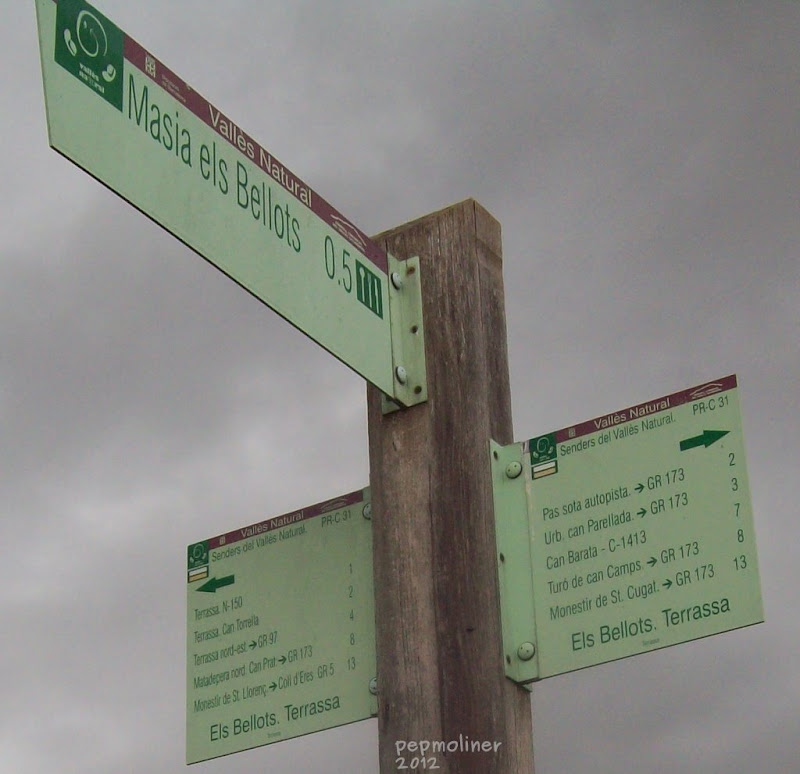 vallès
natural
Vallès Natural
Masia els Bellots 0.5
Vallès Natural
Senders del Vallès Natural. PR-C 31
Pas sota autopista. ➔ GR 173 2
Urb. can Parellada. ➔ GR 173 3
Can Barata - C-1413 7
Turó de can Camps. ➔ GR 173 8
Monestir de St. Cugat. ➔ GR 173 13
Els Bellots. Terrassa
Terrassa
Vallès Natural
Senders del Vallès Natural. PR-C 31
1
Terrassa. N-150 2
Terrassa. Can Torrella 4
Terrassa nord-est ➔ GR 97 8
Matadepera nord. Can Prat ➔ GR 173 13
Monestir de St. Llorenç. ➔ Coll d'Eres GR 5
Els Bellots. Terrassa
pepmoliner
2012